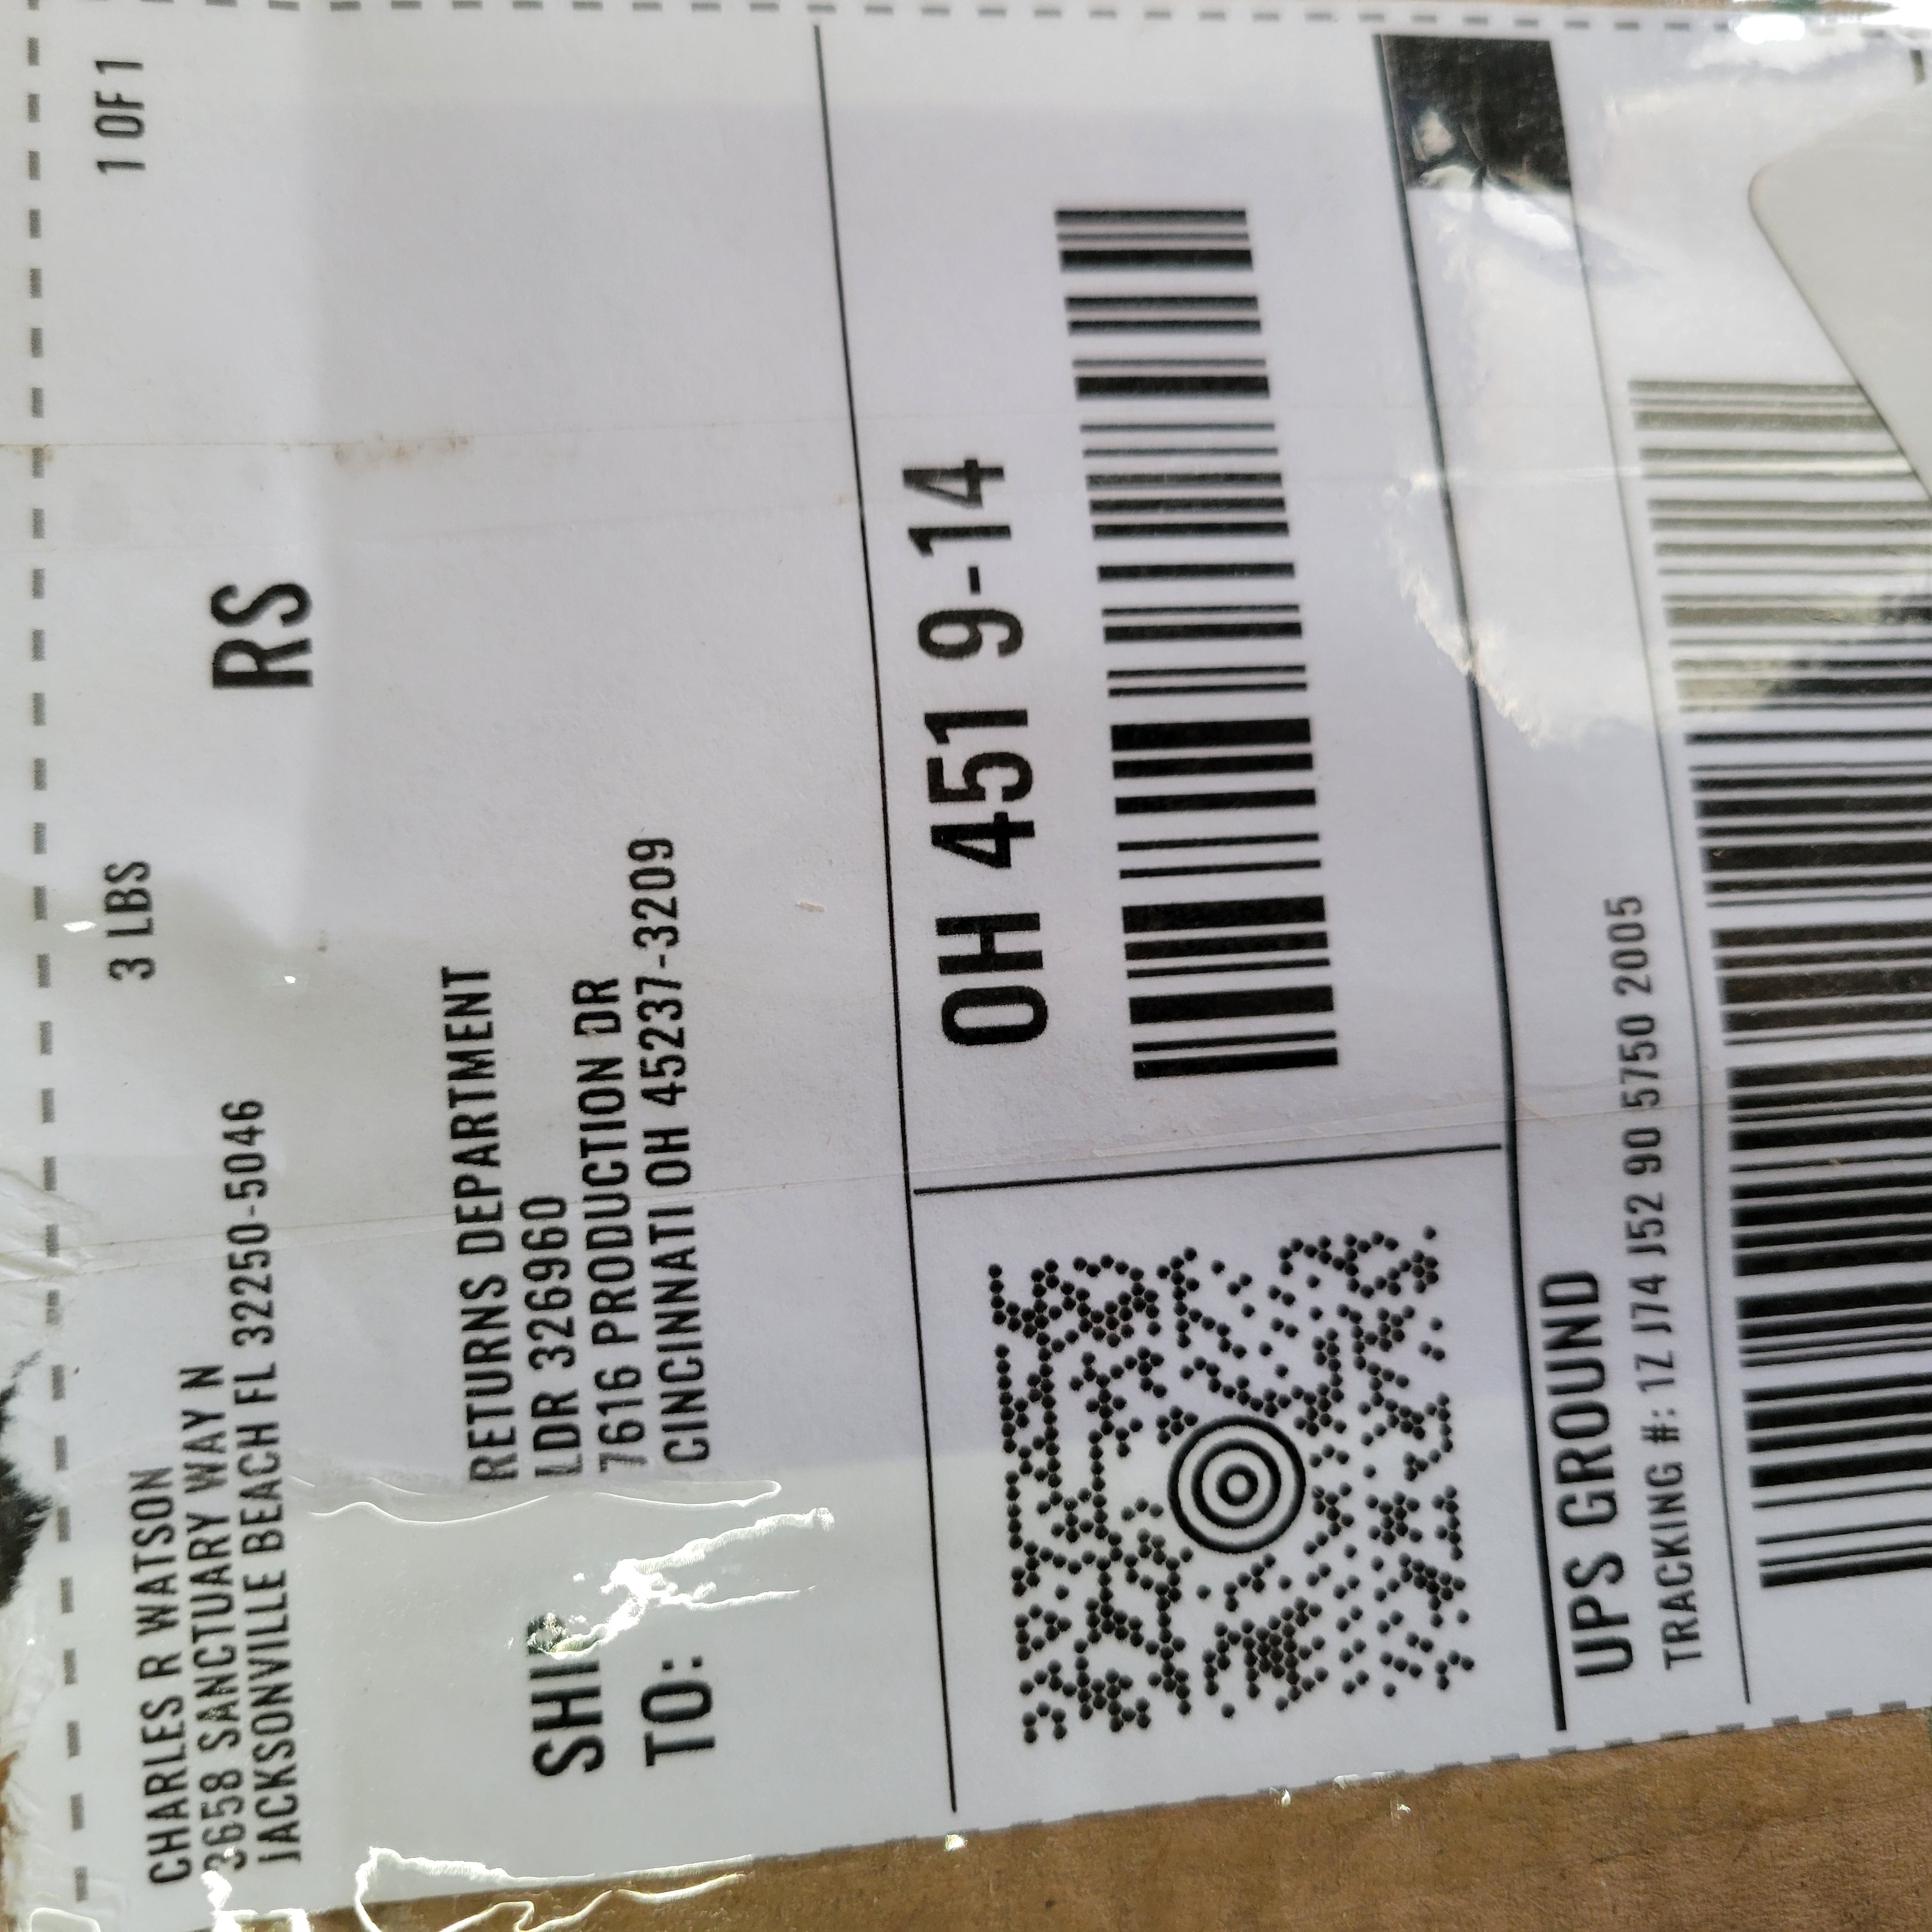 CHARLES R WATSON
3658 SANCTUARY WAY N
JACKSONVILLE BEACH FL 32250-5046
3 LBS
1 OF 1
RS
SHIP
TO:
RETURNS DEPARTMENT
LDR 326960
7616 PRODUCTION DR
CINCINNATI OH 45237-3209
OH 451 9-14
UPS GROUND
TRACKING #: 1Z J74 J52 90 5750 2005